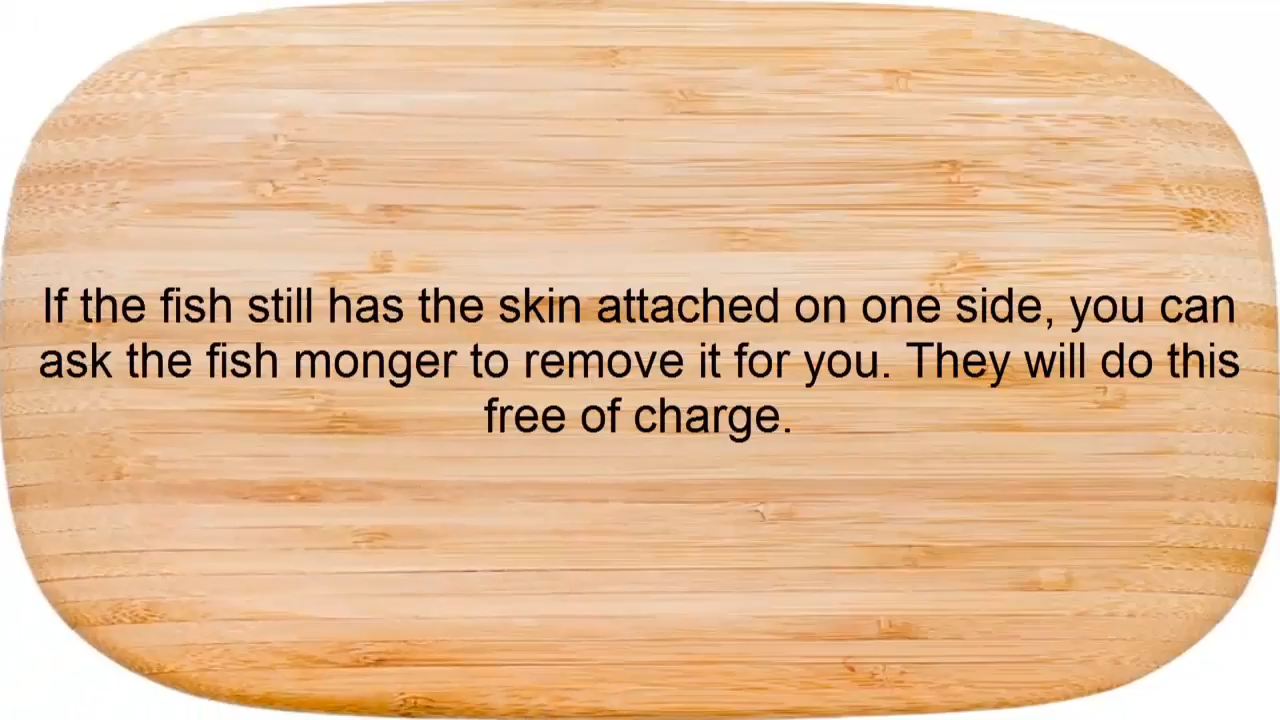 If the fish still has the skin attached on one side, you can
ask the fish monger to remove it for you. They will do this
free of charge.